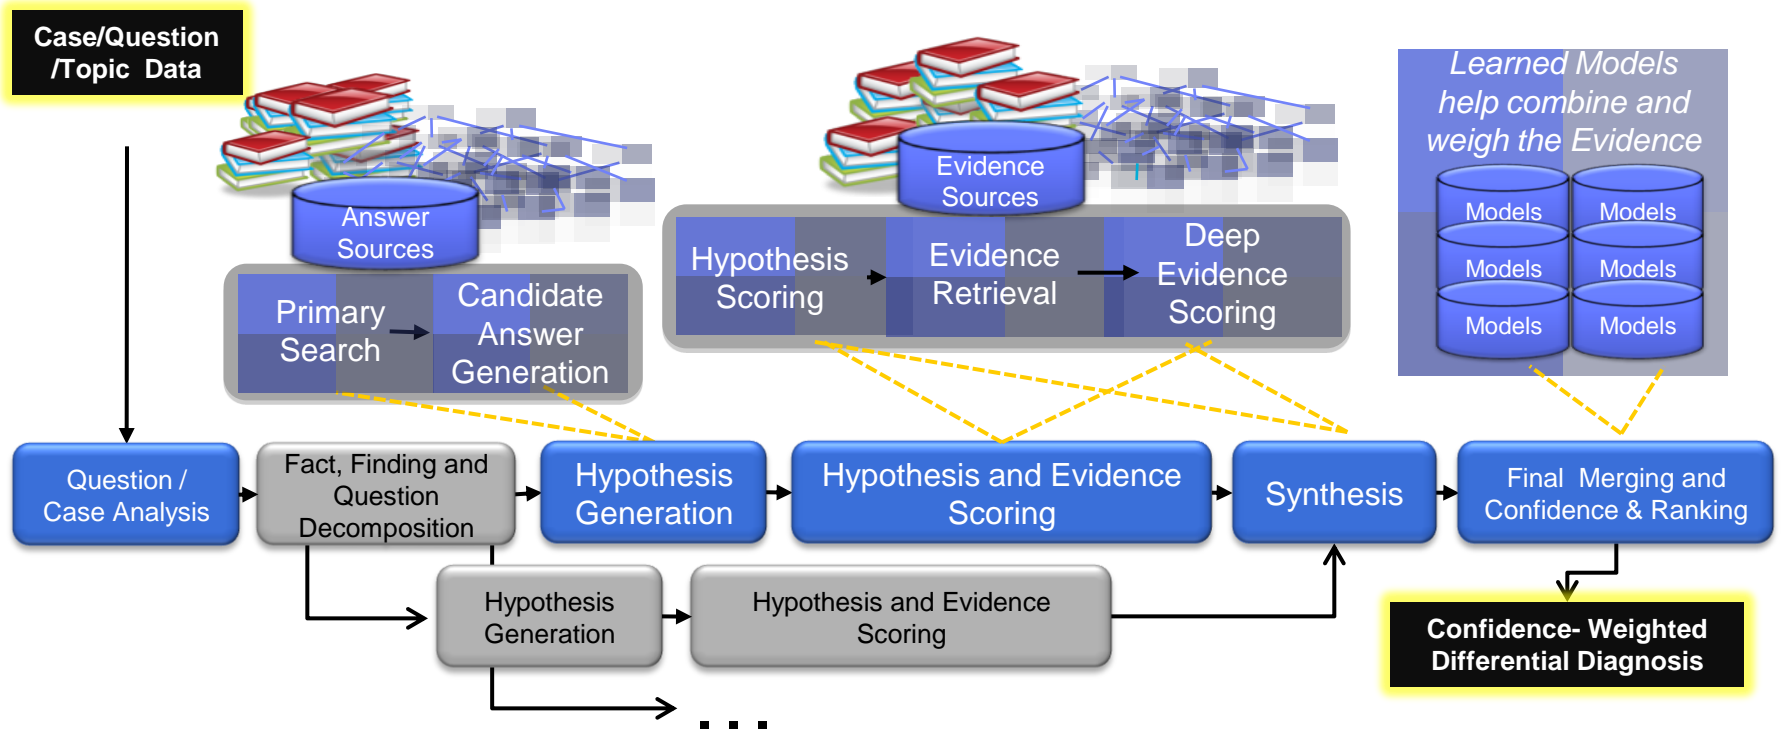 Case/Question
/Topic Data
Answer
Sources
Primary
Search
Candidate
Answer
Generation
Evidence
Sources
Hypothesis
Scoring
Evidence
Retrieval
Deep
Evidence
Scoring
Learned Models
help combine and
weigh the Evidence
Models
Models
Models
Models
Models
Models
Question /
Case Analysis
Fact, Finding and
Question
Decomposition
Hypothesis
Generation
Hypothesis and Evidence
Scoring
Synthesis
Final Merging and
Confidence & Ranking
Hypothesis
Generation
Hypothesis and Evidence
Scoring
Confidence- Weighted
Differential Diagnosis
...